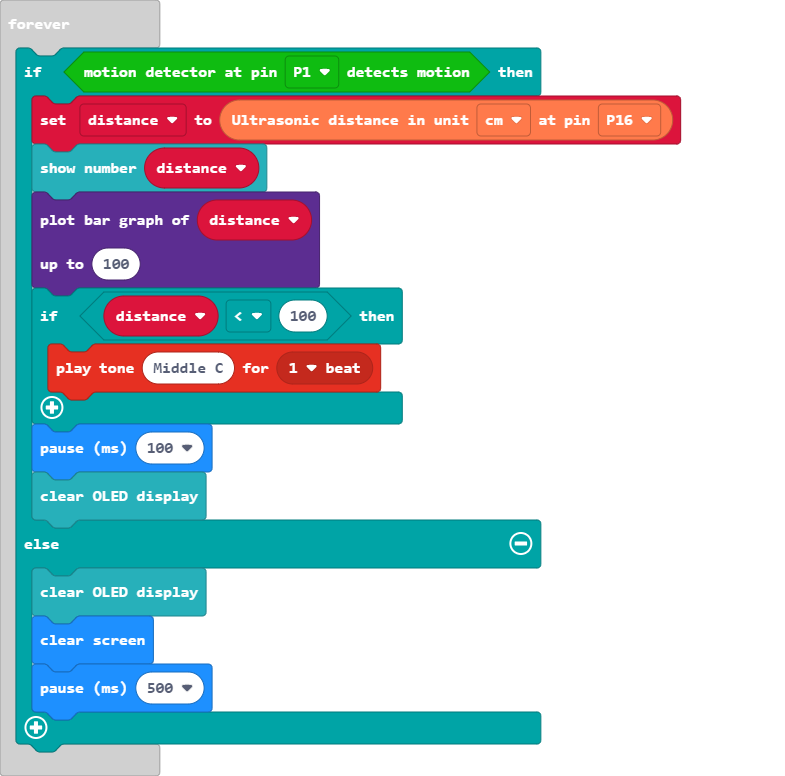 forever
if motion detector at pin P1 detects motion then
set distance to Ultrasonic distance in unit cm at pin P16
show number distance
plot bar graph of distance
up to 100
if distance < 100 then
play tone Middle C for 1 beat
pause (ms) 100
clear OLED display
else
clear OLED display
clear screen
pause (ms) 500